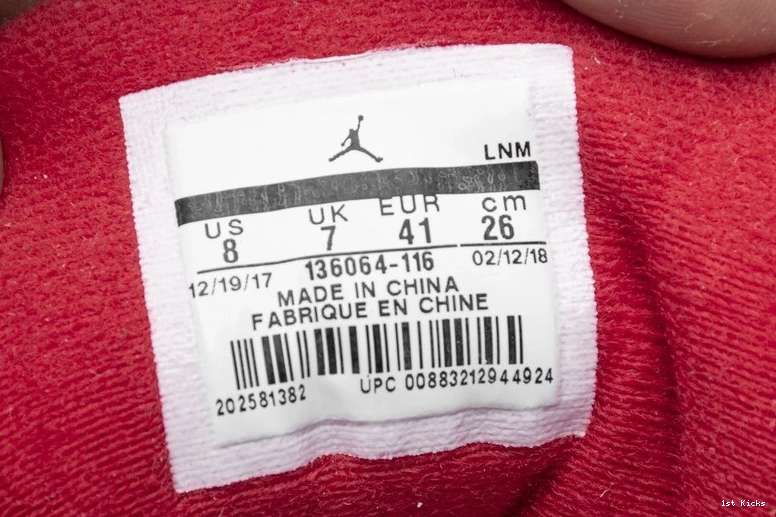 LNM
US UK EUR cm
8 7 41 26
12/19/17 136064-116 02/12/18
MADE IN CHINA
FABRIQUE EN CHINE
202581382 UPC 00883212944924
1st Kicks